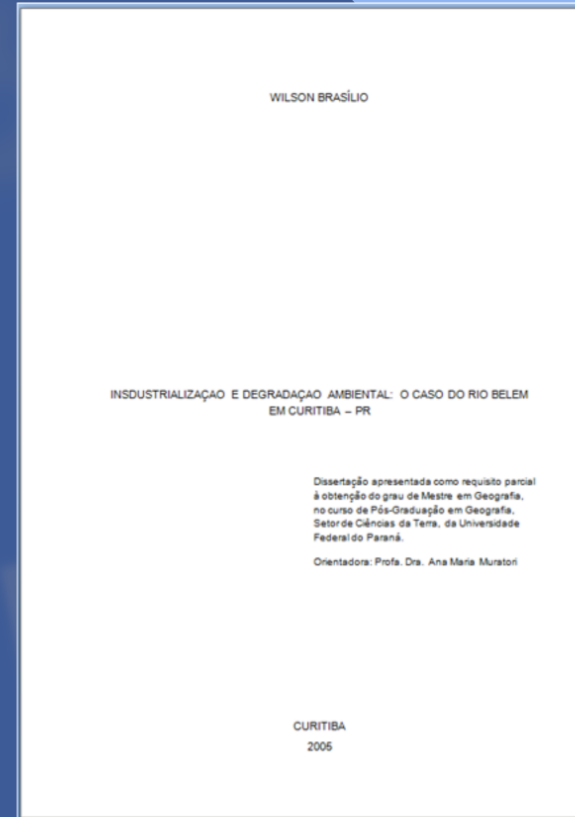 WILSON BRASÍLIO
INSDUSTRIALIZAÇAO E DEGRADAÇAO AMBIENTAL: O CASO DO RIO BELEM
EM CURITIBA – PR
Dissertação apresentada como requisito parcial
à obtenção do grau de Mestre em Geografia,
no curso de Pós-Graduação em Geografia,
Setor de Ciências da Terra, da Universidade
Federal do Paraná.
Orientadora: Profa. Dra. Ana Maria Muratori
CURITIBA
2005